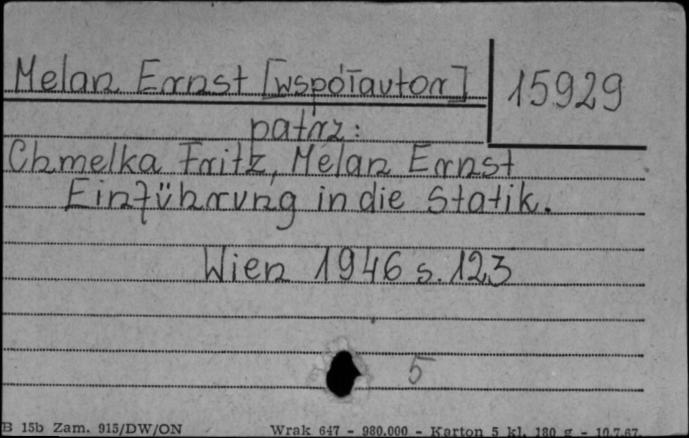 Melan Ernst [współautor]
15929
patrz:
Chmelka Fritz, Melan Ernst
Einführung in die Statik.
Wien 1946 s. 123
5
B 15b Zam. 915/DW/ON Wrak 647 - 980.000 - Karton 5 kl. 180 g - 10.7.67.